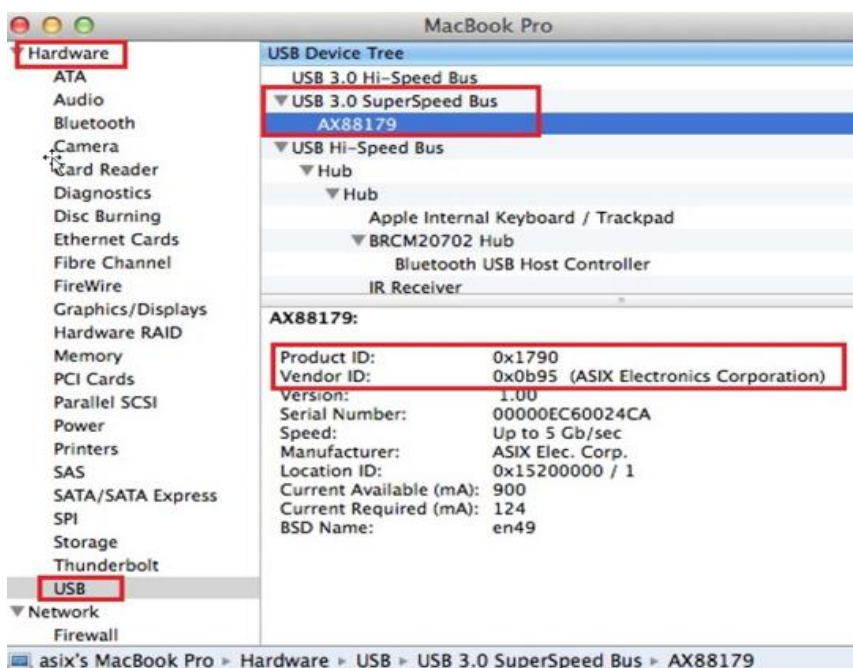 MacBook Pro
Hardware
ATA
Audio
Bluetooth
Camera
Card Reader
Diagnostics
Disc Burning
Ethernet Cards
Fibre Channel
FireWire
Graphics/Displays
Hardware RAID
Memory
PCI Cards
Parallel SCSI
Power
Printers
SAS
SATA/SATA Express
SPI
Storage
Thunderbolt
USB
Network
Firewall
USB Device Tree
USB 3.0 Hi-Speed Bus
USB 3.0 SuperSpeed Bus
AX88179
USB Hi-Speed Bus
Hub
Hub
Apple Internal Keyboard / Trackpad
BRCM20702 Hub
Bluetooth USB Host Controller
IR Receiver
AX88179:
Product ID: 0x1790
Vendor ID: 0x0b95 (ASIX Electronics Corporation)
Version: 1.00
Serial Number: 00000EC60024CA
Speed: Up to 5 Gb/sec
Manufacturer: ASIX Elec. Corp.
Location ID: 0x15200000 / 1
Current Available (mA): 900
Current Required (mA): 124
BSD Name: en49
asix's MacBook Pro ▸ Hardware ▸ USB ▸ USB 3.0 SuperSpeed Bus ▸ AX88179